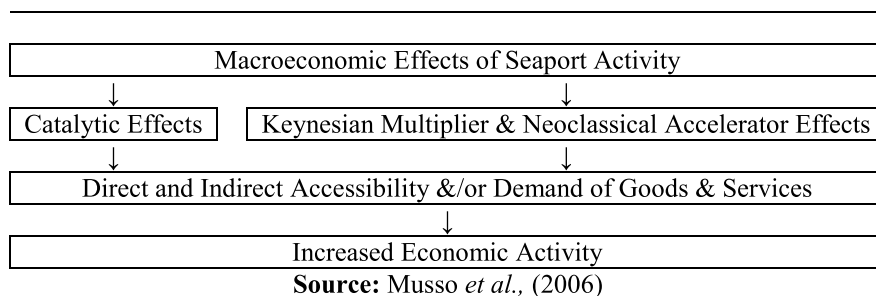 Macroeconomic Effects of Seaport Activity
↓ ↓
Catalytic Effects Keynesian Multiplier & Neoclassical Accelerator Effects
↓ ↓
Direct and Indirect Accessibility &/or Demand of Goods & Services
↓
Increased Economic Activity
Source: Musso et al., (2006)